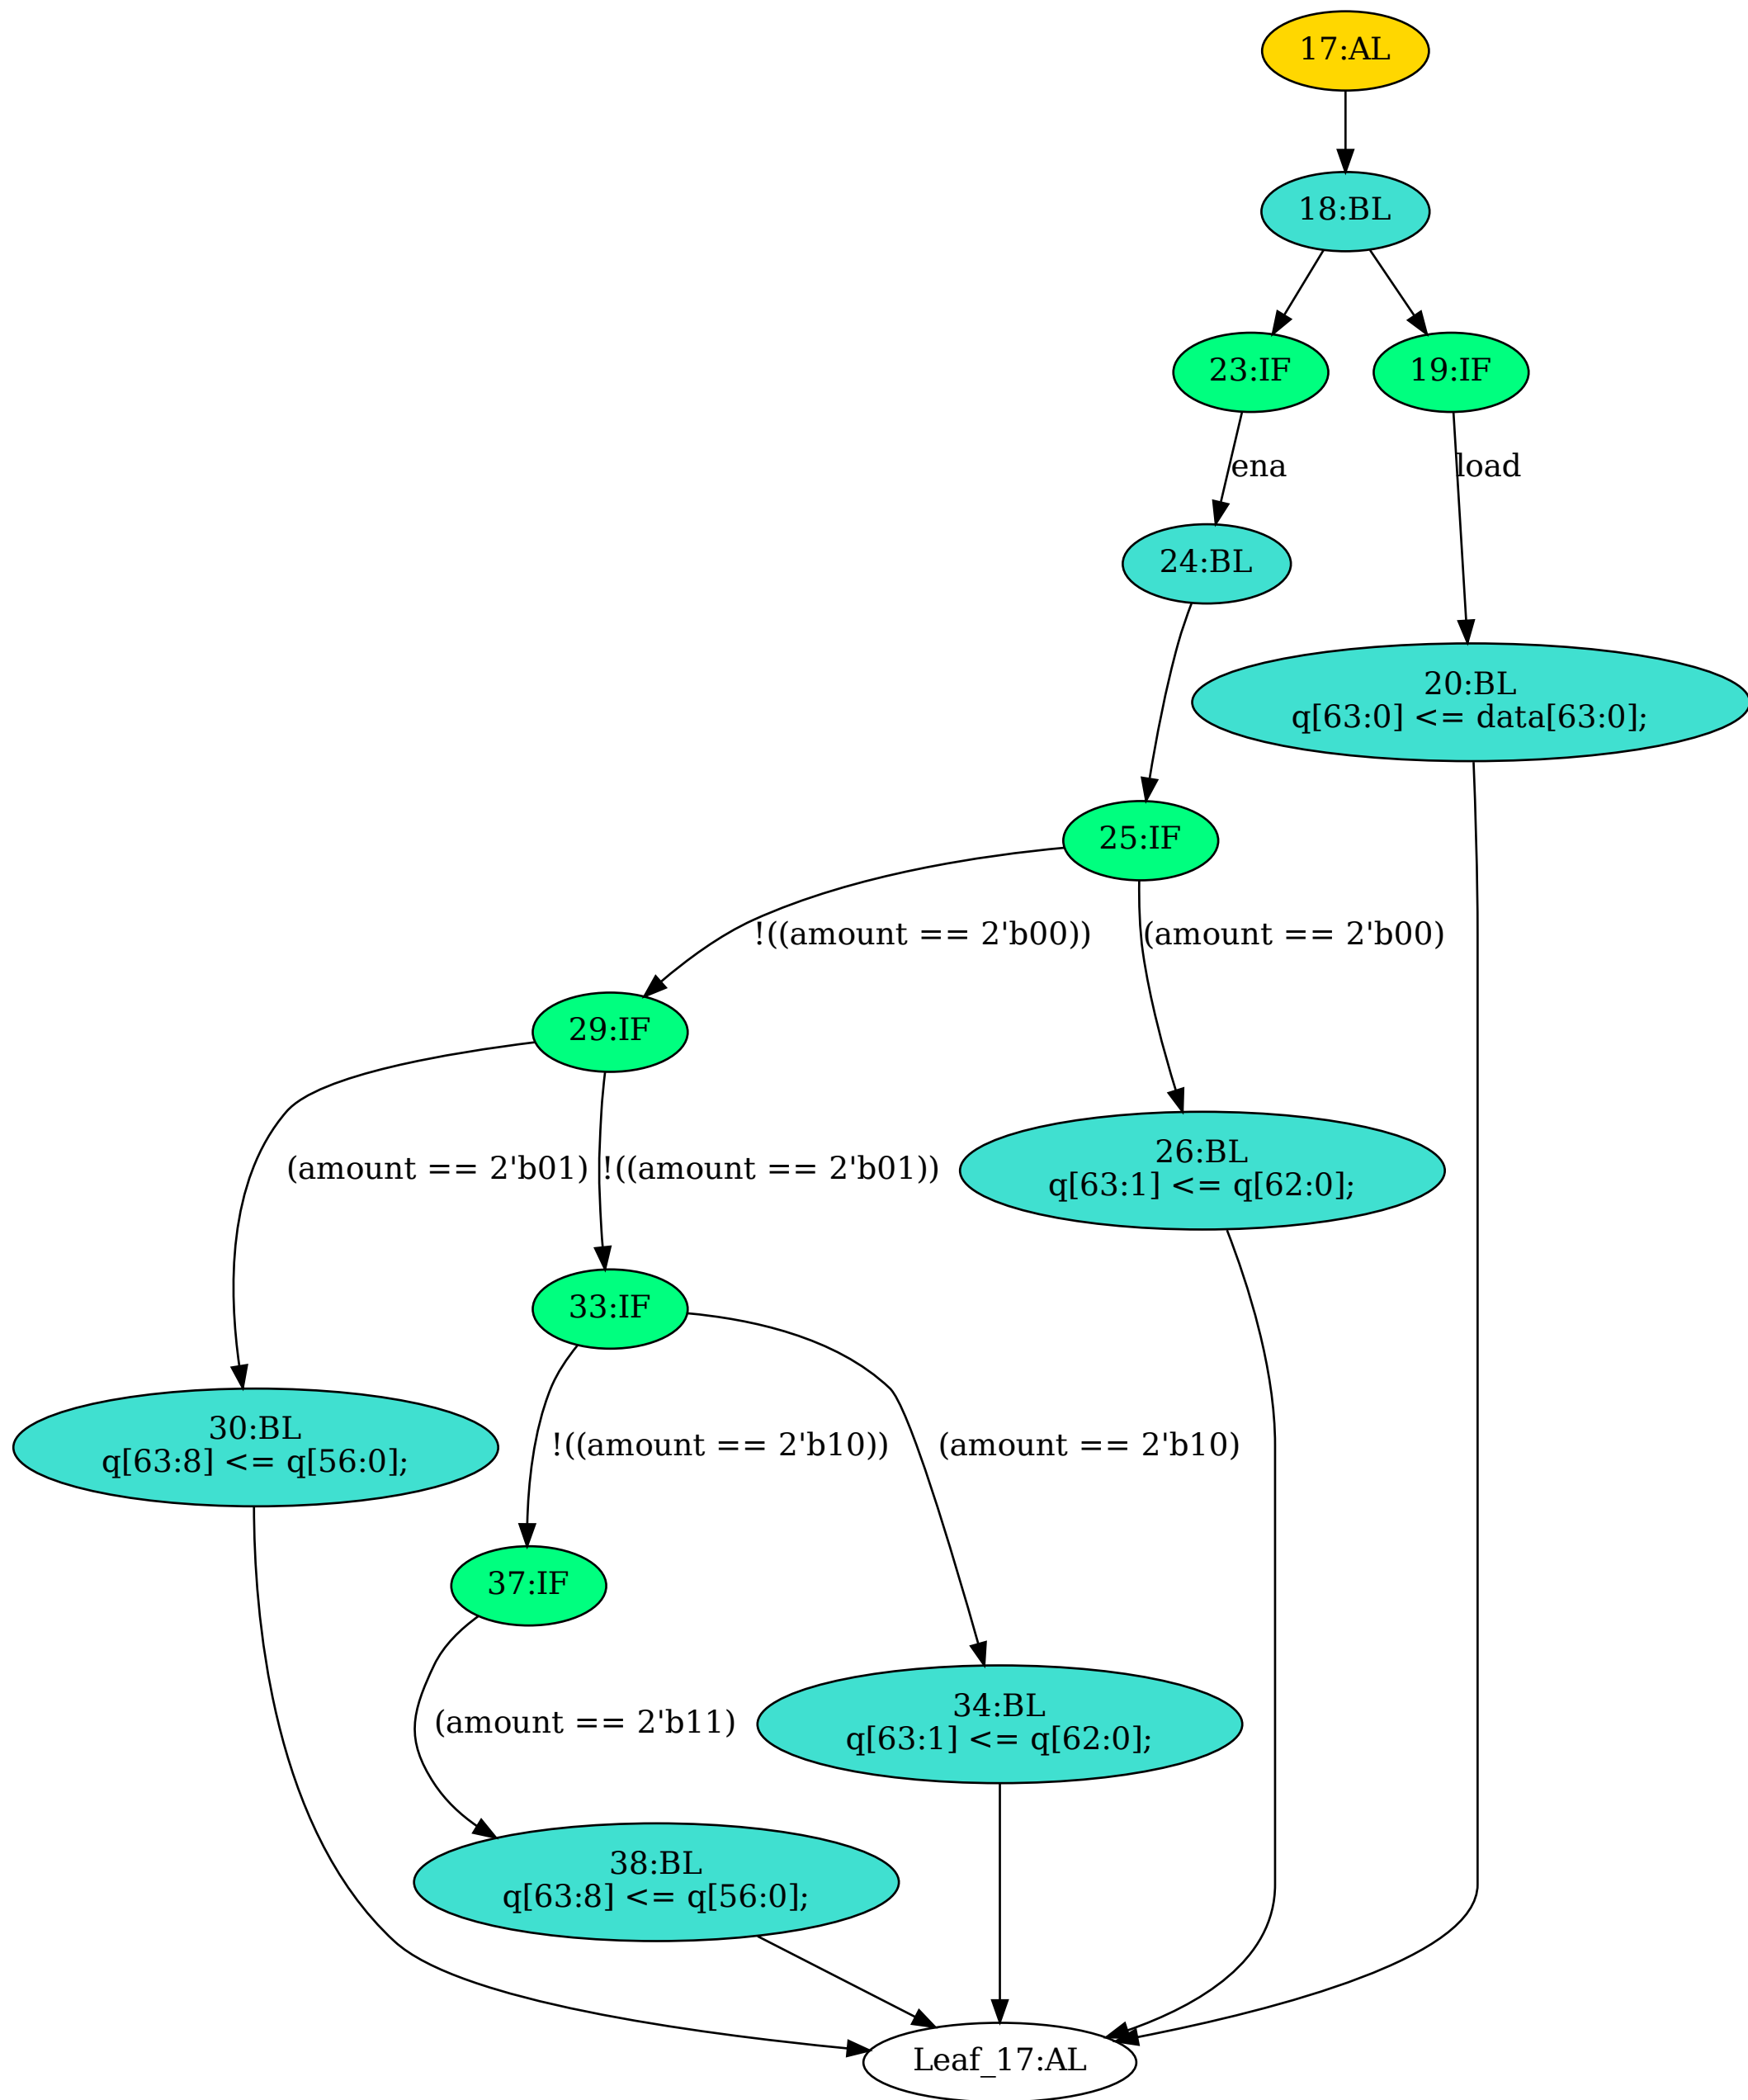 17:AL
18:BL
23:IF
19:IF
ena
load
24:BL
20:BL
q[63:0] <= data[63:0];
25:IF
!((amount == 2'b00))
(amount == 2'b00)
29:IF
26:BL
q[63:1] <= q[62:0];
(amount == 2'b01)
!((amount == 2'b01))
33:IF
30:BL
q[63:8] <= q[56:0];
!((amount == 2'b10))
(amount == 2'b10)
37:IF
34:BL
q[63:1] <= q[62:0];
(amount == 2'b11)
38:BL
q[63:8] <= q[56:0];
Leaf_17:AL